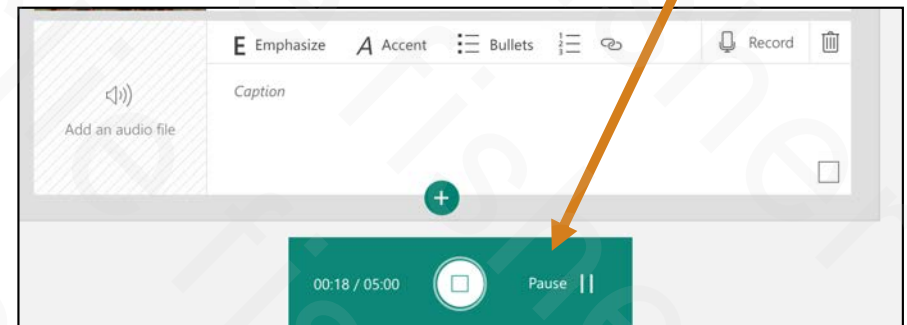 E Emphasize A Accent Bullets Record
Caption
Add an audio file
00:18 / 05:00 Pause